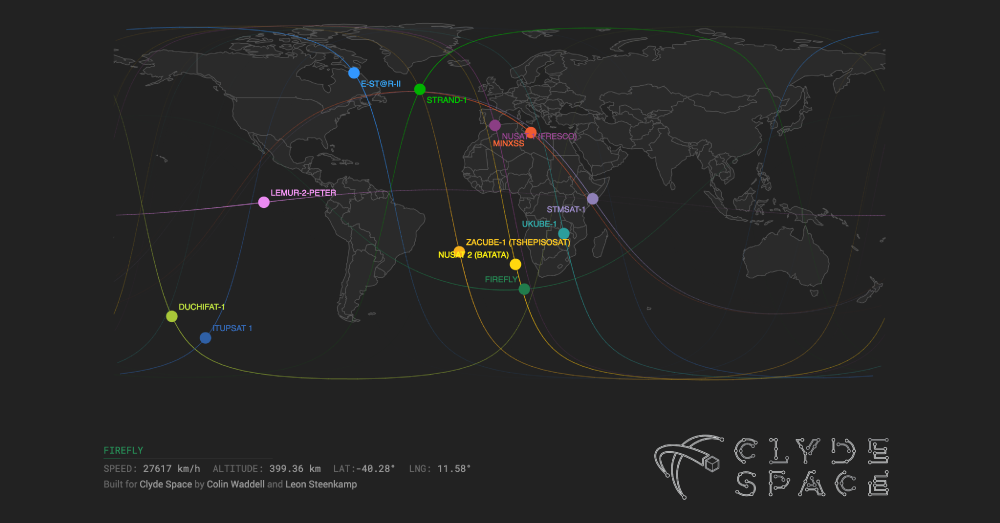 E-ST@R-II
STRAND-1
NUSAT 1 (FRESCO)
MINXSS
LEMUR-2-PETER
STMSAT-1
UKUBE-1
ZACUBE-1 (TSHEPISOSAT)
NUSAT 2 (BATATA)
FIREFLY
DUCHIFAT-1
ITUPSAT 1
FIREFLY
SPEED: 27617 km/h ALTITUDE: 399.36 km LAT:-40.28° LNG: 11.58°
Built for Clyde Space by Colin Waddell and Leon Steenkamp
CLYDE
SPACE